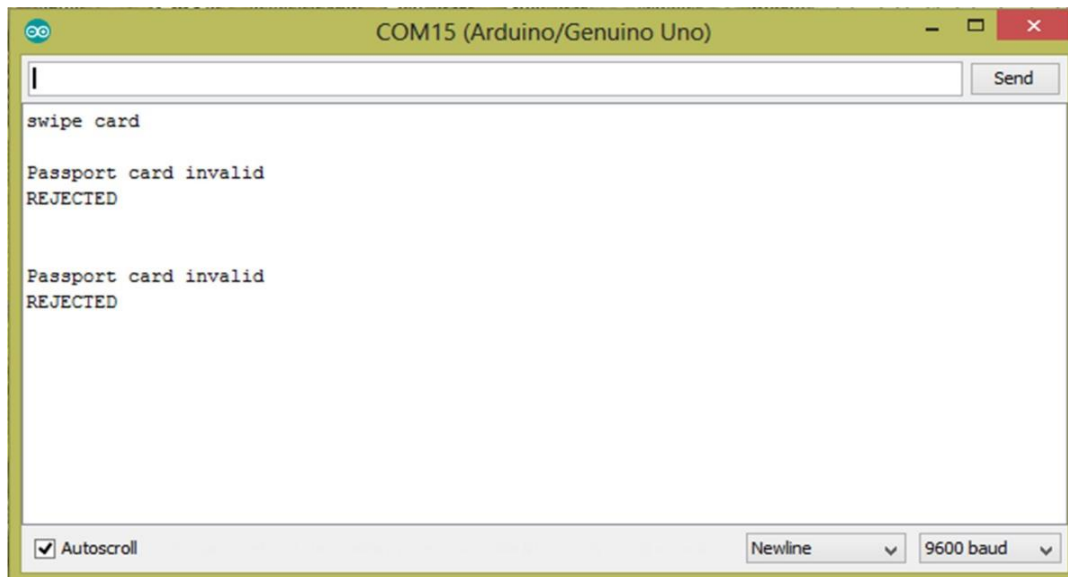 COM15 (Arduino/Genuino Uno)
Send
swipe card
Passport card invalid
REJECTED
Passport card invalid
REJECTED
Autoscroll
Newline
9600 baud